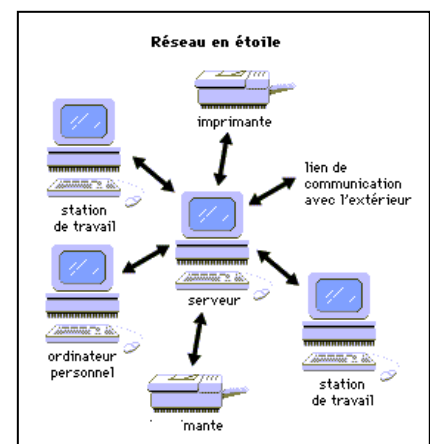 Réseau en étoile
imprimante
lien de
communication
avec l'extérieur
station
de travail
serveur
ordinateur
personnel
station
de travail
mante